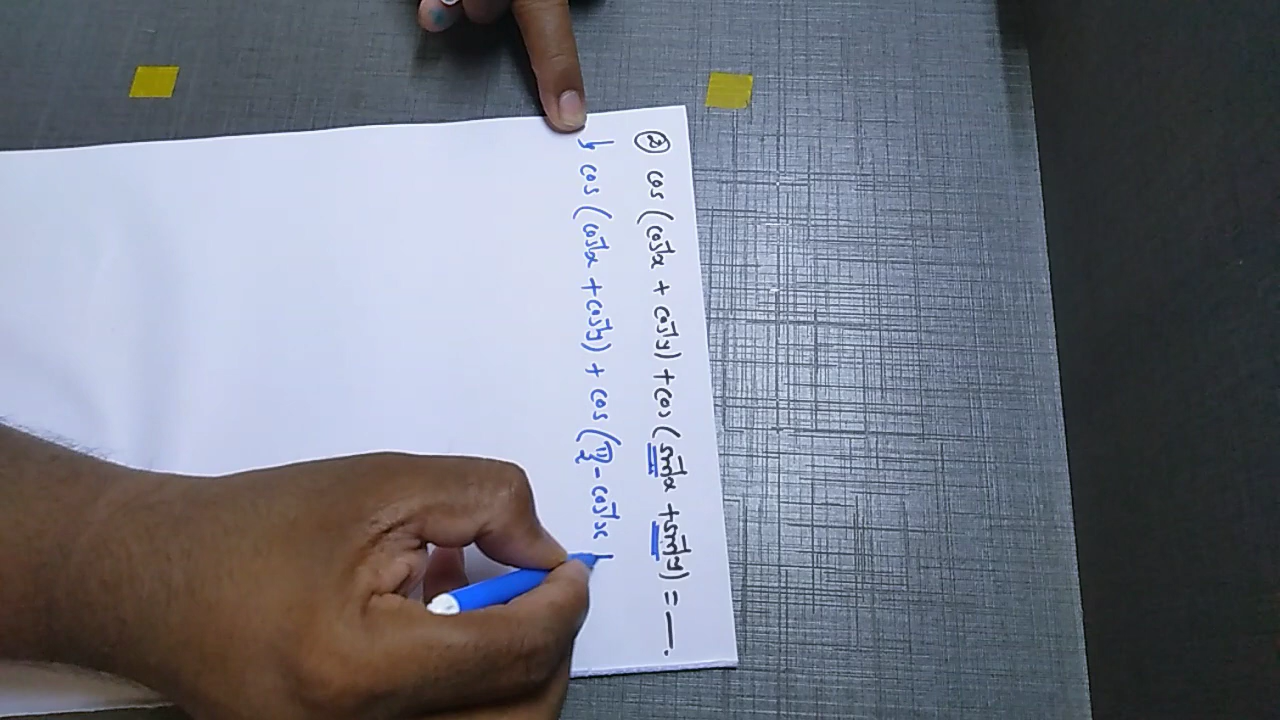 ② cos (cos⁻¹x + cos⁻¹y) + cos (sin⁻¹x + sin⁻¹y) = ___.
↳ cos (cos⁻¹x + cos⁻¹y) + cos (π/2 - cos⁻¹x